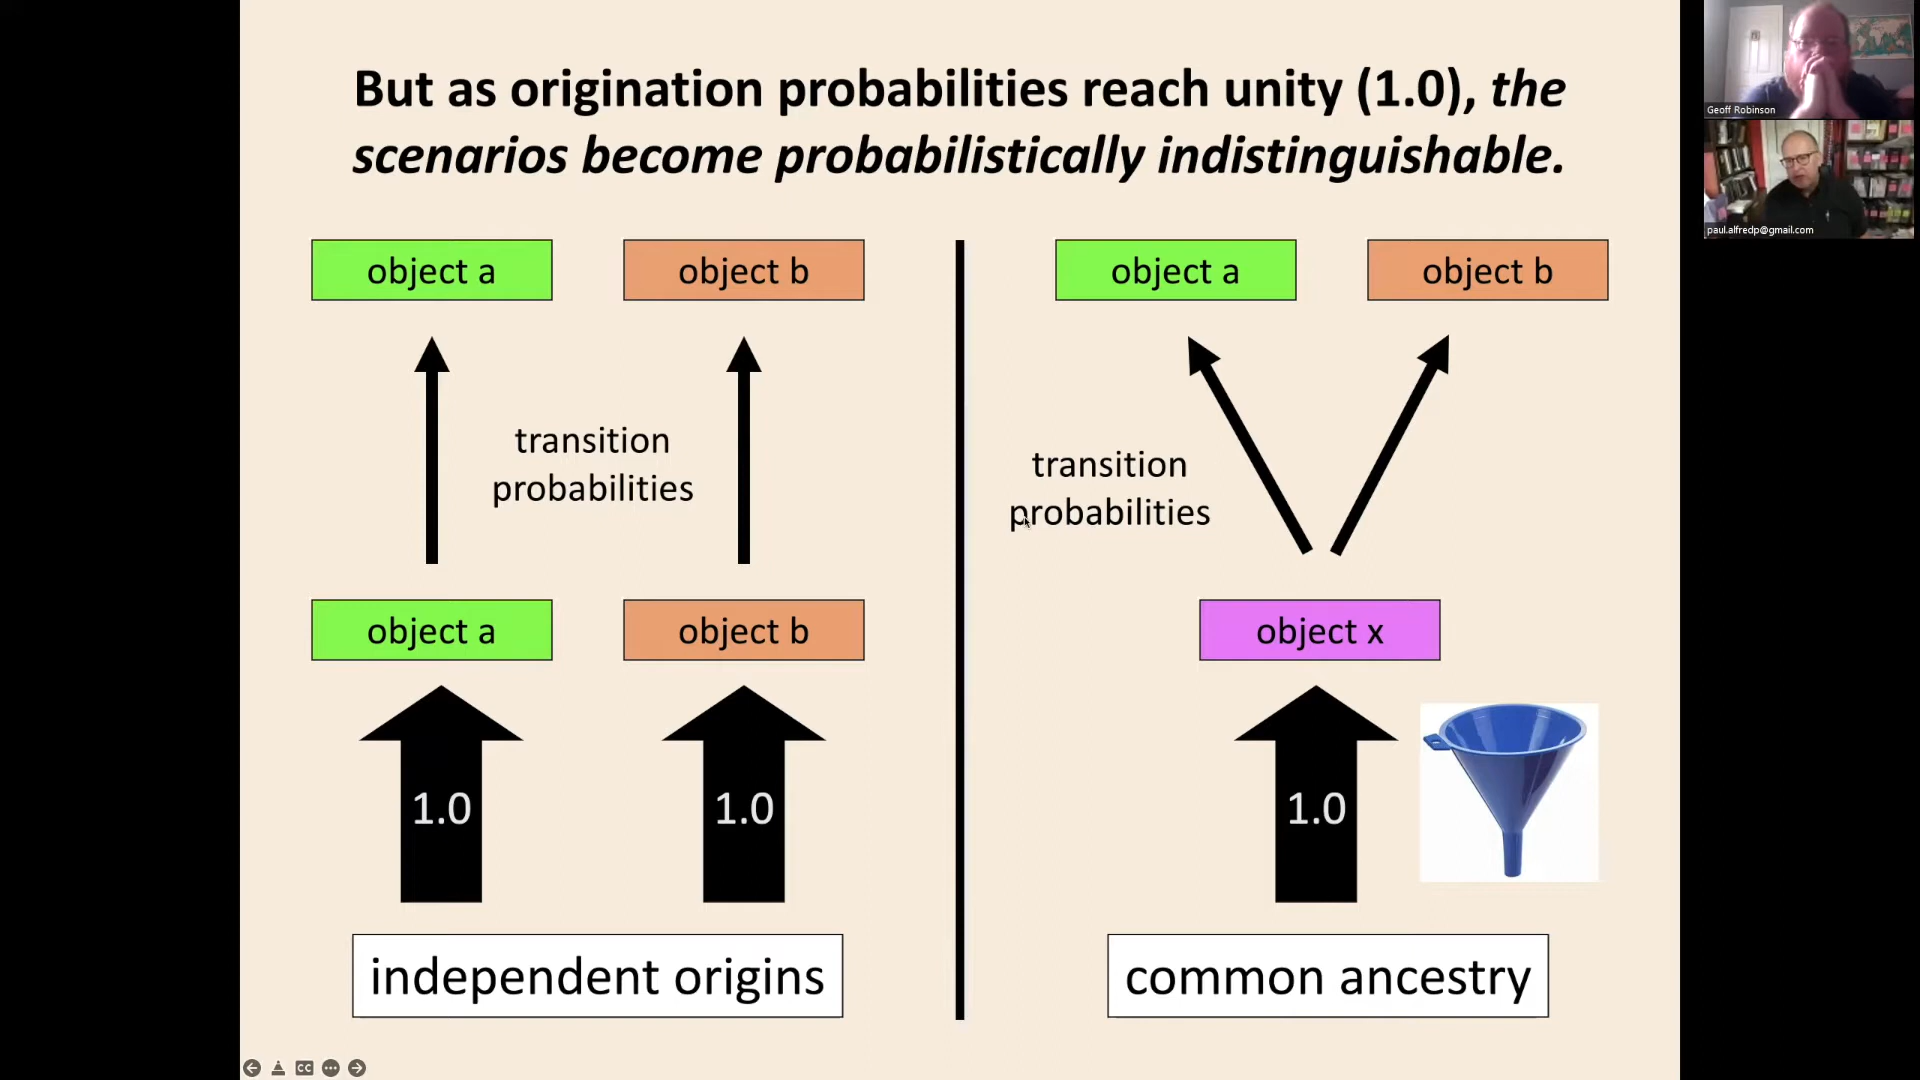 But as origination probabilities reach unity (1.0), the
scenarios become probabilistically indistinguishable.
object a
object b
object a
object b
transition
probabilities
transition
probabilities
object a
object b
object x
1.0
1.0
1.0
independent origins
common ancestry
Geoff Robinson
paul.alfredp@gmail.com
CC